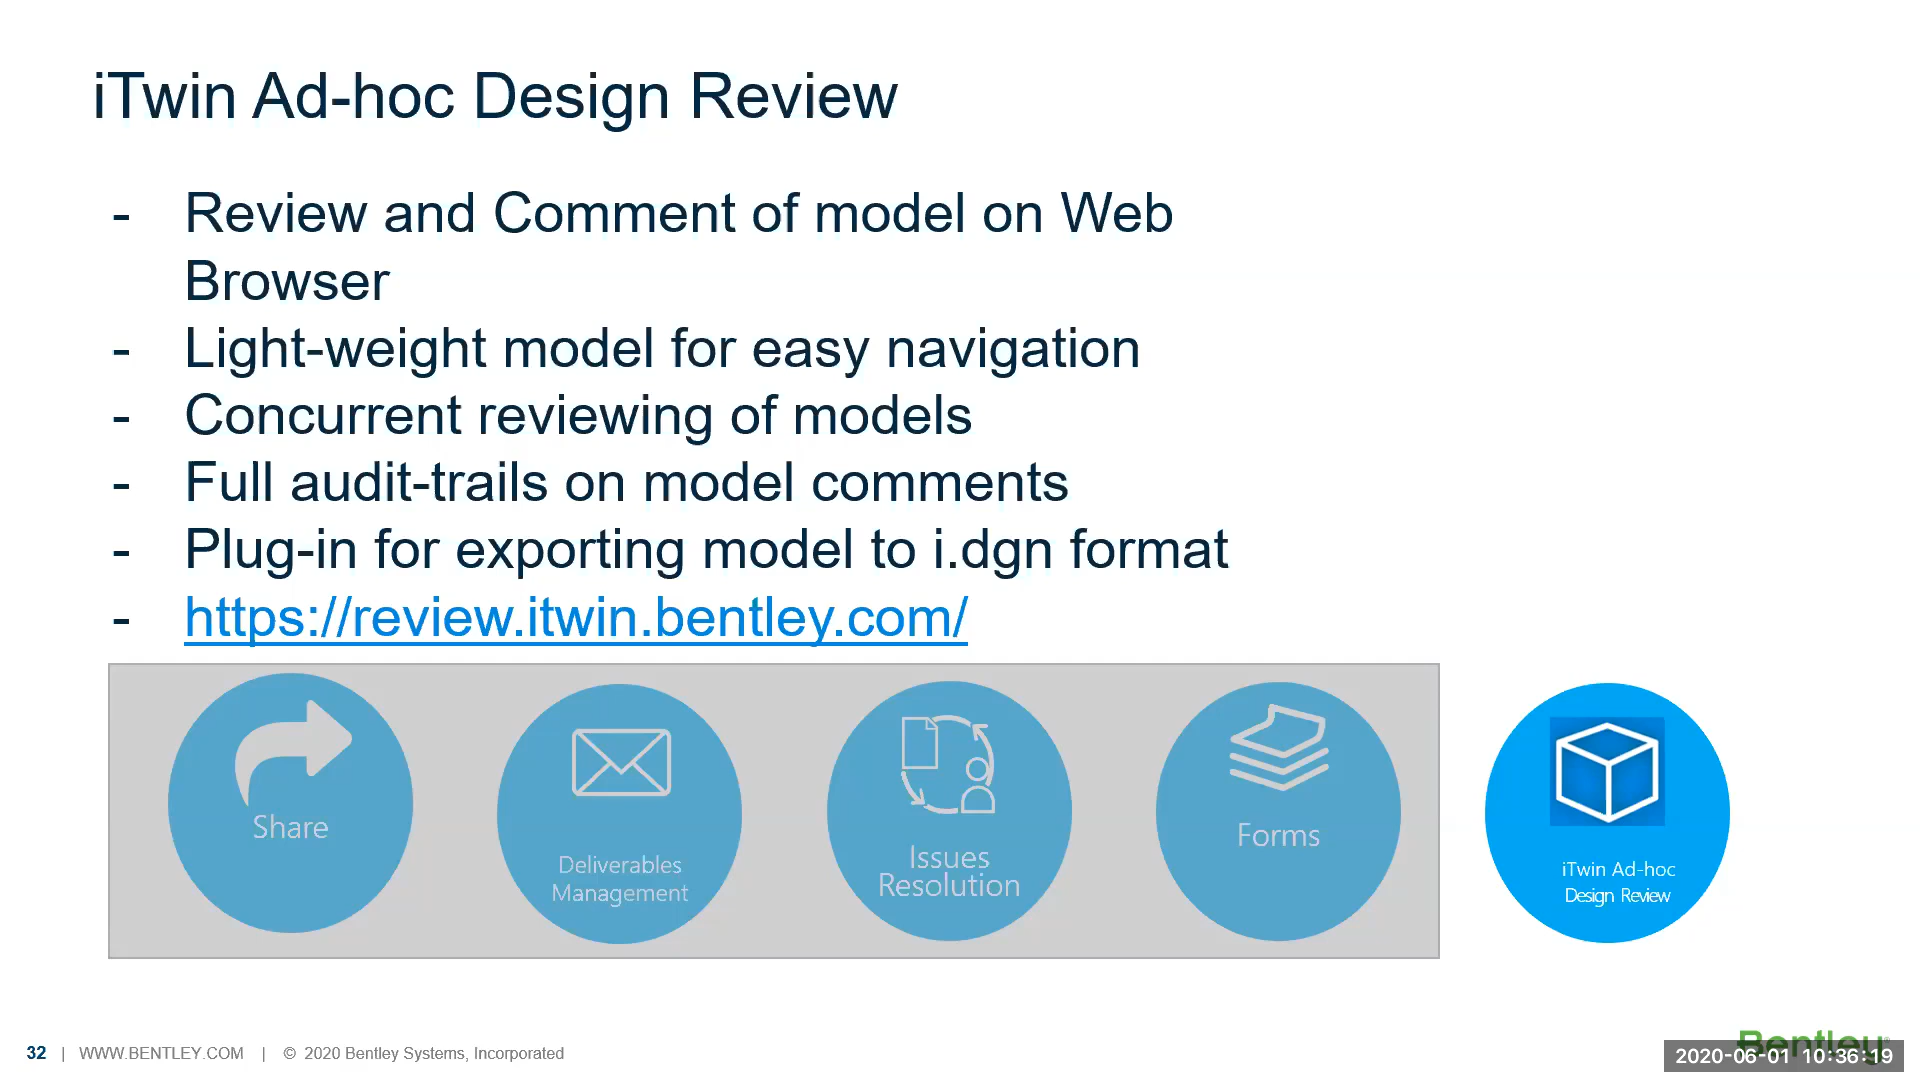 iTwin Ad-hoc Design Review
- Review and Comment of model on Web
Browser
- Light-weight model for easy navigation
- Concurrent reviewing of models
- Full audit-trails on model comments
- Plug-in for exporting model to i.dgn format
- https://review.itwin.bentley.com/
Share
Deliverables
Management
Issues
Resolution
Forms
iTwin Ad-hoc
Design Review
32 | WWW.BENTLEY.COM | © 2020 Bentley Systems, Incorporated
Bentley
2020-06-01 10:36:19